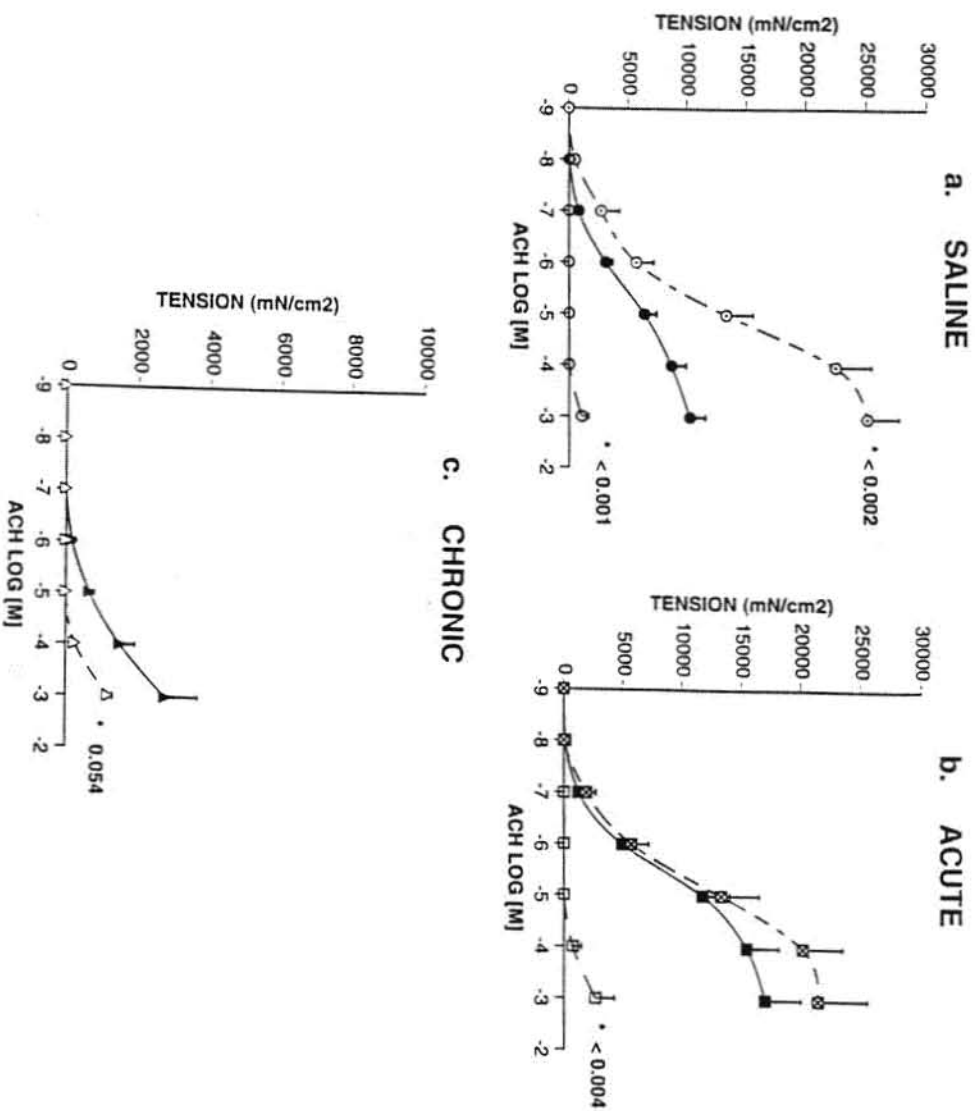 a. SALINE
TENSION (mN/cm2)
30000
25000
20000
15000
10000
5000
0
-9 -8 -7 -6 -5 -4 -3 -2
ACH LOG [M]
* < 0.002
* < 0.001
b. ACUTE
TENSION (mN/cm2)
30000
25000
20000
15000
10000
5000
0
-9 -8 -7 -6 -5 -4 -3 -2
ACH LOG [M]
* < 0.004
c. CHRONIC
TENSION (mN/cm2)
10000
8000
6000
4000
2000
0
-9 -8 -7 -6 -5 -4 -3 -2
ACH LOG [M]
* 0.054